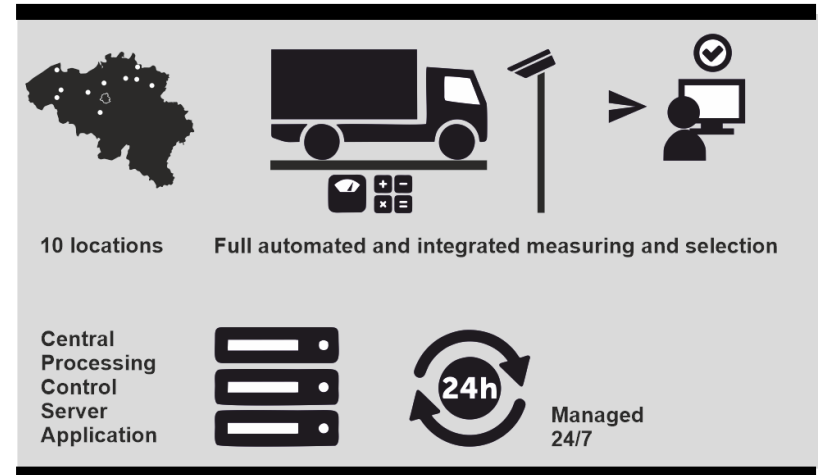 10 locations
Full automated and integrated measuring and selection
Central
Processing
Control
Server
Application
24h
Managed
24/7